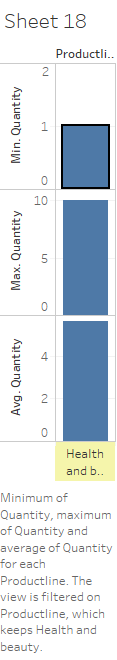 Sheet 18
Productli..
Min. Quantity
2
1
0
Max. Quantity
10
5
0
Avg. Quantity
4
2
0
Health
and b..
Minimum of
Quantity, maximum
of Quantity and
average of Quantity
for each
Productline. The
view is filtered on
Productline, which
keeps Health and
beauty.